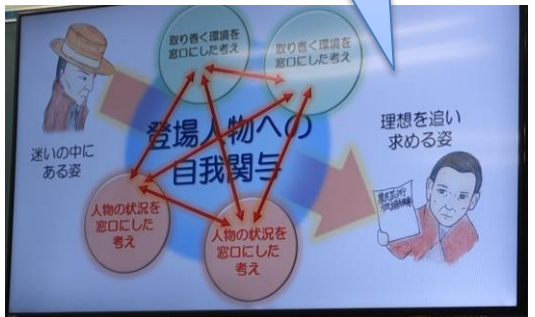 取り巻く環境を
窓口にした考え
取り巻く環境を
窓口にした考え
登場人物への
自我関与
迷いの中に
ある姿
理想を追い
求める姿
人物の状況を
窓口にした
考え
人物の状況を
窓口にした
考え